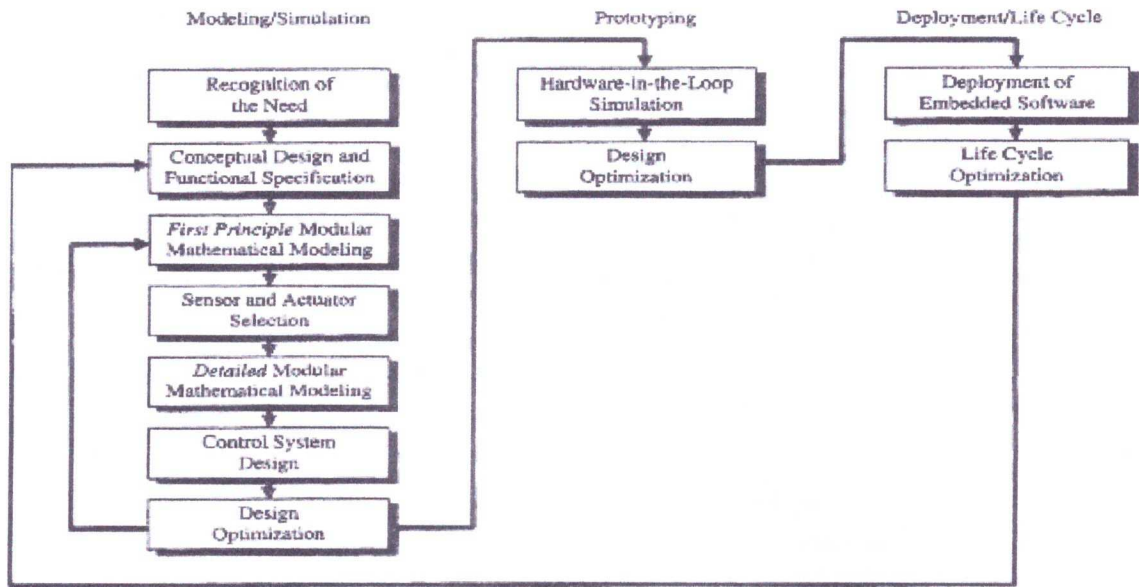 Modeling/Simulation
Prototyping
Deployment/Life Cycle
Recognition of
the Need
Conceptual Design and
Functional Specification
First Principle Modular
Mathematical Modeling
Sensor and Actuator
Selection
Detailed Modular
Mathematical Modeling
Control System
Design
Design
Optimization
Hardware-in-the-Loop
Simulation
Design
Optimization
Deployment of
Embedded Software
Life Cycle
Optimization